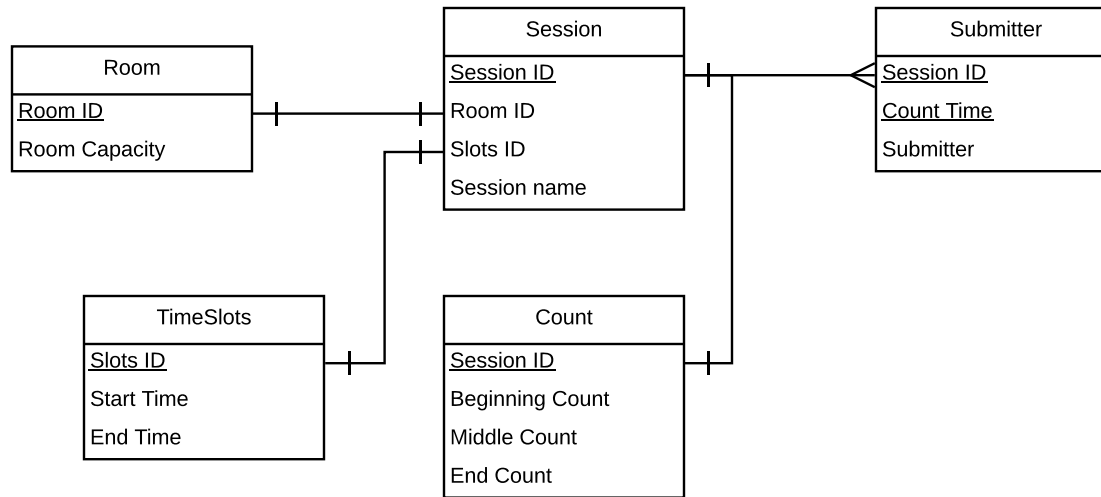 Room
Room ID
Room Capacity
Session
Session ID
Room ID
Slots ID
Session name
Submitter
Session ID
Count Time
Submitter
TimeSlots
Slots ID
Start Time
End Time
Count
Session ID
Beginning Count
Middle Count
End Count